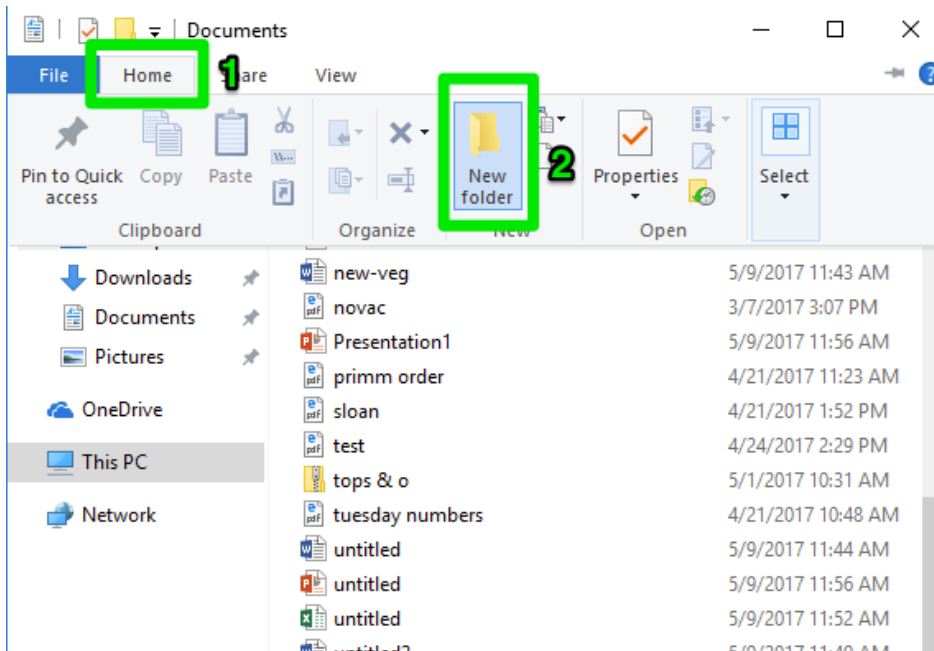 Documents
File Home 1 Share View
Pin to Quick access Copy Paste
New folder 2
Properties
Select
Clipboard Organize New Open
Downloads
new-veg 5/9/2017 11:43 AM
Documents
novac 3/7/2017 3:07 PM
Presentation1 5/9/2017 11:56 AM
Pictures
primm order 4/21/2017 11:23 AM
OneDrive
sloan 4/21/2017 1:52 PM
test 4/24/2017 2:29 PM
This PC
tops & o 5/1/2017 10:31 AM
Network
tuesday numbers 4/21/2017 10:48 AM
untitled 5/9/2017 11:44 AM
untitled 5/9/2017 11:56 AM
untitled 5/9/2017 11:52 AM